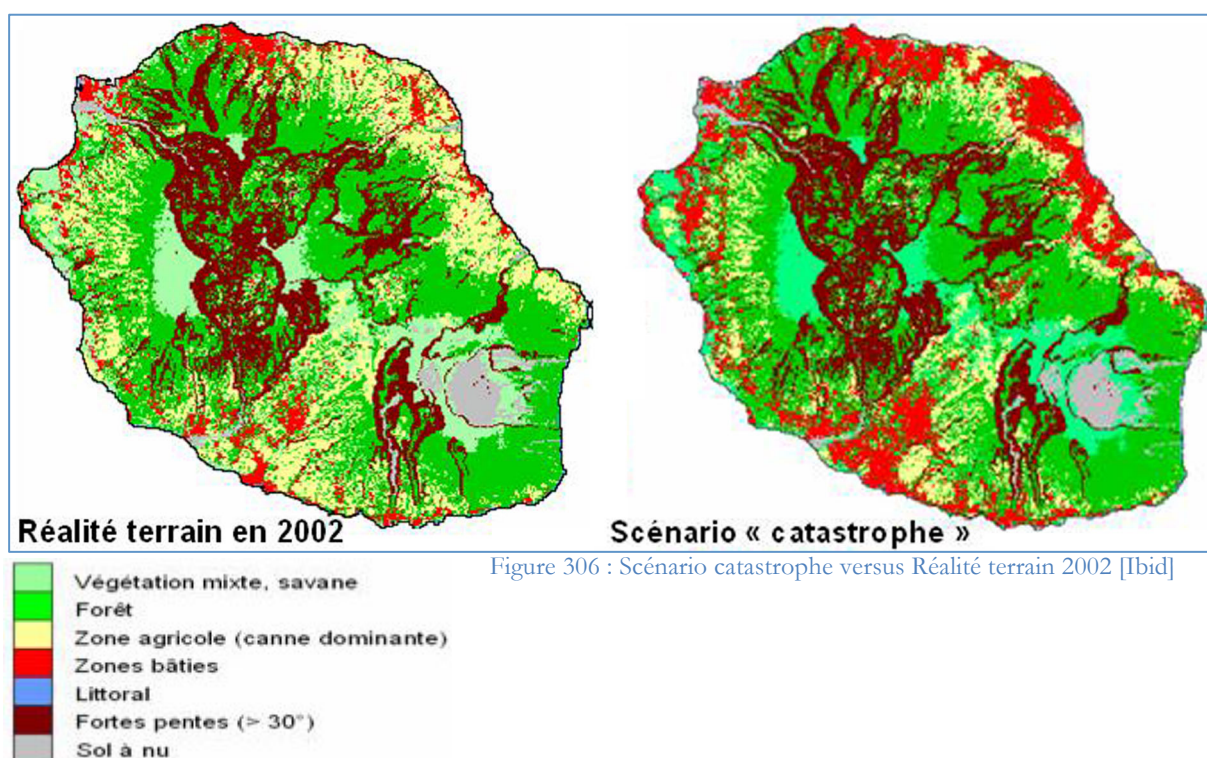 Réalité terrain en 2002
Scénario « catastrophe »
Figure 306 : Scénario catastrophe versus Réalité terrain 2002 [Ibid]
Végétation mixte, savane
Forêt
Zone agricole (canne dominante)
Zones bâties
Littoral
Fortes pentes (> 30°)
Sol à nu